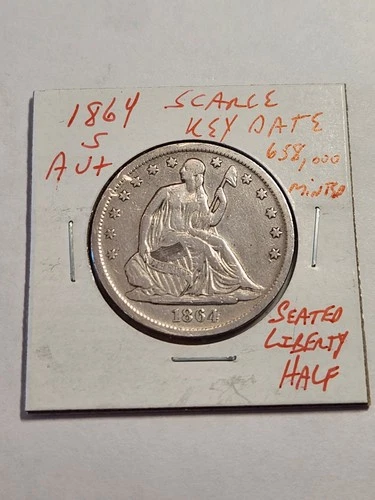 1864
S
AU+
SCARCE
KEY DATE
658,000
MINTED
1864
SEATED
LIBERTY
HALF